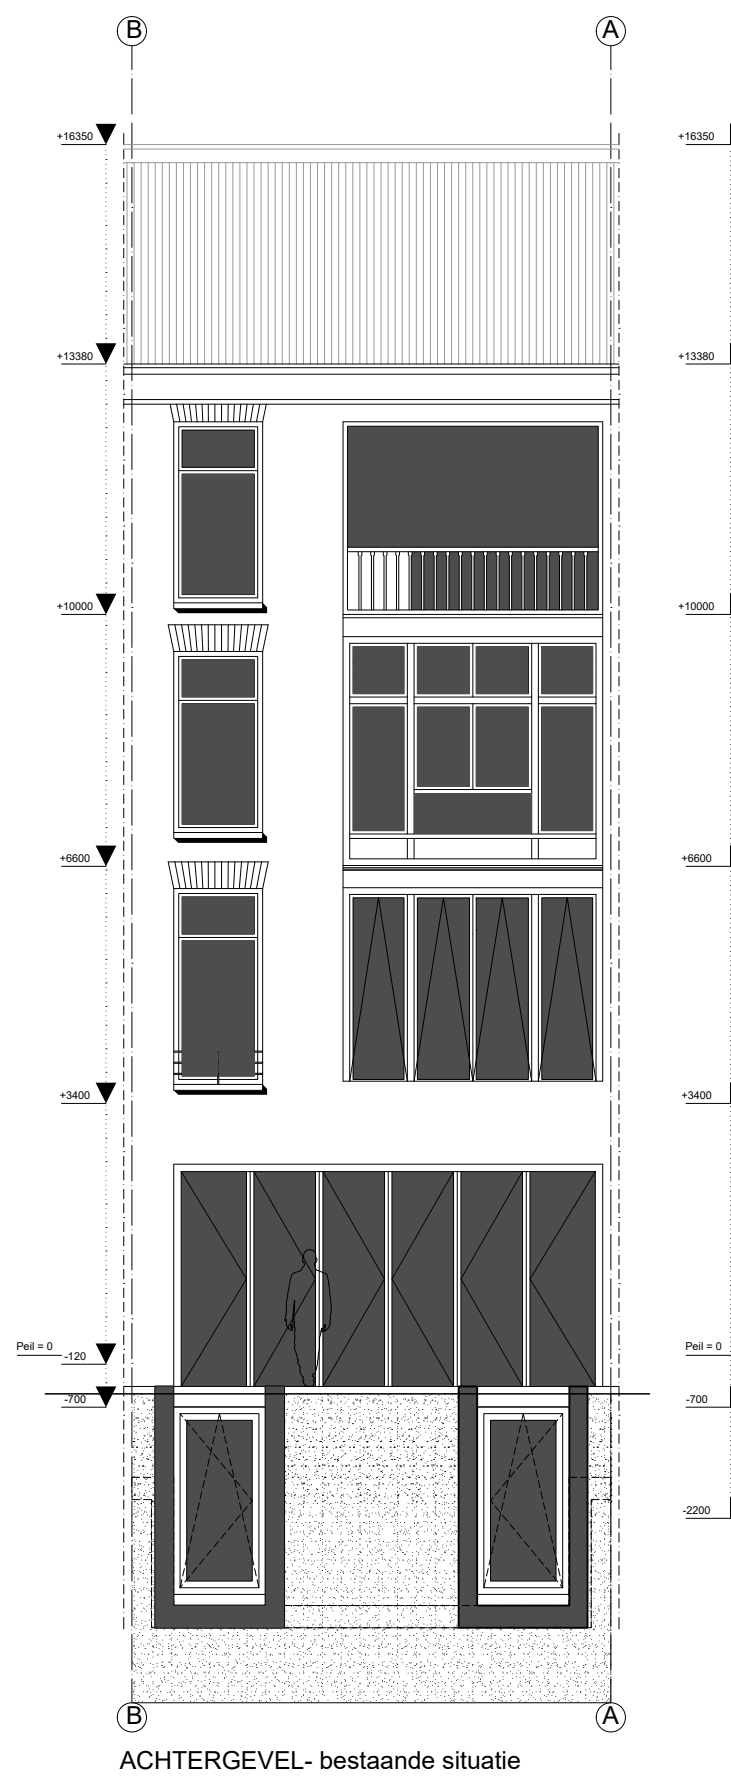 B A
+16350 +16350
+13380 +13380
+10000 +10000
+6600 +6600
+3400 +3400
Peil = 0 Peil = 0
-120
-700 -700
-2200
B A
ACHTERGEVEL- bestaande situatie